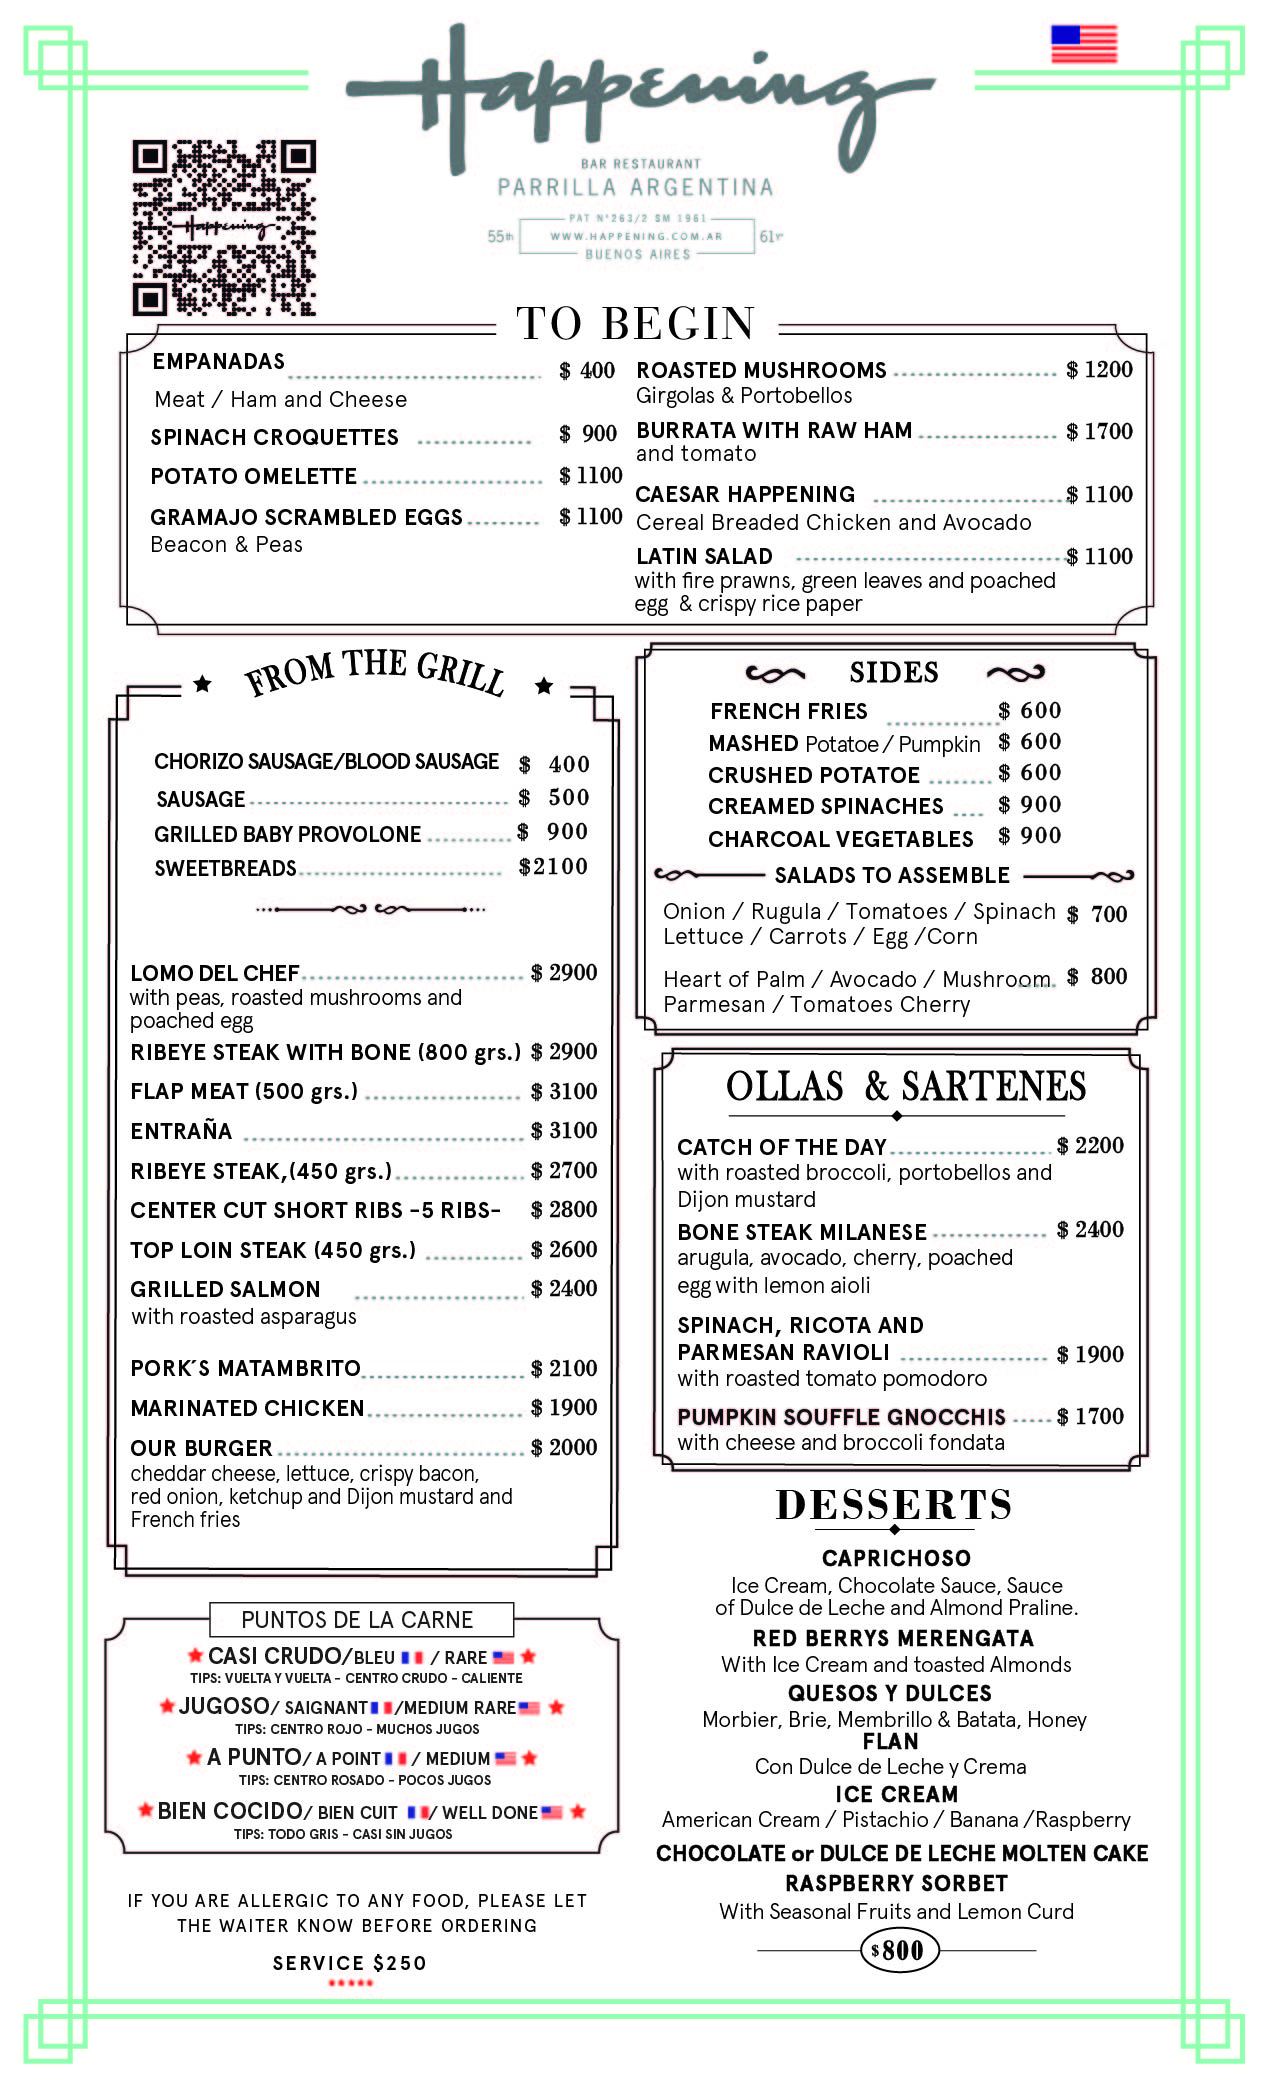 Happening
BAR RESTAURANT
PARRILLA ARGENTINA
PAT N°263/2 SM 1961
55th WWW.HAPPENING.COM.AR 61yr
BUENOS AIRES
Happening
TO BEGIN
EMPANADAS $ 400
Meat / Ham and Cheese
SPINACH CROQUETTES $ 900
POTATO OMELETTE $ 1100
GRAMAJO SCRAMBLED EGGS $ 1100
Beacon & Peas
ROASTED MUSHROOMS $ 1200
Girgolas & Portobellos
BURRATA WITH RAW HAM $ 1700
and tomato
CAESAR HAPPENING $ 1100
Cereal Breaded Chicken and Avocado
LATIN SALAD $ 1100
with fire prawns, green leaves and poached
egg & crispy rice paper
FROM THE GRILL
CHORIZO SAUSAGE/BLOOD SAUSAGE $ 400
SAUSAGE $ 500
GRILLED BABY PROVOLONE $ 900
SWEETBREADS $2100
LOMO DEL CHEF $ 2900
with peas, roasted mushrooms and
poached egg
RIBEYE STEAK WITH BONE (800 grs.) $ 2900
FLAP MEAT (500 grs.) $ 3100
ENTRAÑA $ 3100
RIBEYE STEAK,(450 grs.) $ 2700
CENTER CUT SHORT RIBS -5 RIBS- $ 2800
TOP LOIN STEAK (450 grs.) $ 2600
GRILLED SALMON $ 2400
with roasted asparagus
PORK´S MATAMBRITO $ 2100
MARINATED CHICKEN $ 1900
OUR BURGER $ 2000
cheddar cheese, lettuce, crispy bacon,
red onion, ketchup and Dijon mustard and
French fries
SIDES
FRENCH FRIES $ 600
MASHED Potatoe / Pumpkin $ 600
CRUSHED POTATOE $ 600
CREAMED SPINACHES $ 900
CHARCOAL VEGETABLES $ 900
SALADS TO ASSEMBLE
Onion / Rugula / Tomatoes / Spinach $ 700
Lettuce / Carrots / Egg /Corn
Heart of Palm / Avocado / Mushroom $ 800
Parmesan / Tomatoes Cherry
OLLAS & SARTENES
CATCH OF THE DAY $ 2200
with roasted broccoli, portobellos and
Dijon mustard
BONE STEAK MILANESE $ 2400
arugula, avocado, cherry, poached
egg with lemon aioli
SPINACH, RICOTA AND
PARMESAN RAVIOLI $ 1900
with roasted tomato pomodoro
PUMPKIN SOUFFLE GNOCCHIS $ 1700
with cheese and broccoli fondata
DESSERTS
CAPRICHOSO
Ice Cream, Chocolate Sauce, Sauce
of Dulce de Leche and Almond Praline.
RED BERRYS MERENGATA
With Ice Cream and toasted Almonds
QUESOS Y DULCES
Morbier, Brie, Membrillo & Batata, Honey
FLAN
Con Dulce de Leche y Crema
ICE CREAM
American Cream / Pistachio / Banana /Raspberry
CHOCOLATE or DULCE DE LECHE MOLTEN CAKE
RASPBERRY SORBET
With Seasonal Fruits and Lemon Curd
$800
PUNTOS DE LA CARNE
CASI CRUDO/BLEU / RARE
TIPS: VUELTA Y VUELTA - CENTRO CRUDO - CALIENTE
JUGOSO/ SAIGNANT /MEDIUM RARE
TIPS: CENTRO ROJO - MUCHOS JUGOS
A PUNTO/ A POINT / MEDIUM
TIPS: CENTRO ROSADO - POCOS JUGOS
BIEN COCIDO/ BIEN CUIT / WELL DONE
TIPS: TODO GRIS - CASI SIN JUGOS
IF YOU ARE ALLERGIC TO ANY FOOD, PLEASE LET
THE WAITER KNOW BEFORE ORDERING
SERVICE $250